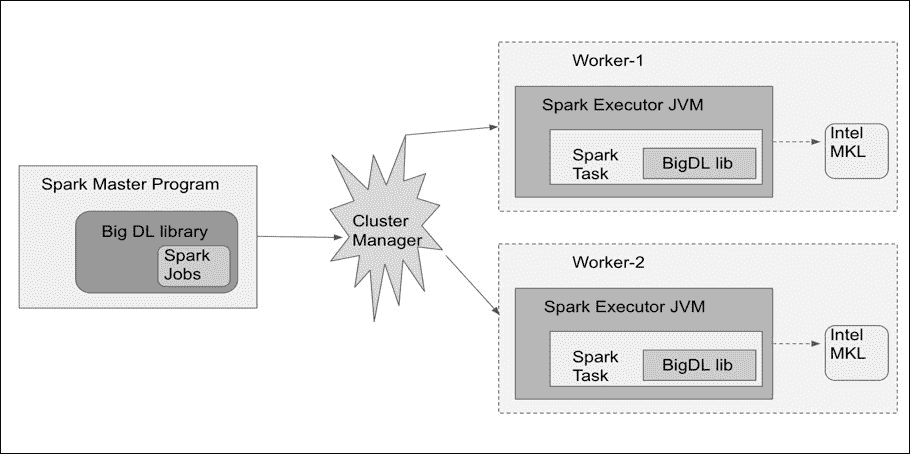 Spark Master Program
Big DL library
Spark
Jobs
Cluster
Manager
Worker-1
Spark Executor JVM
Spark
Task
BigDL lib
Intel
MKL
Worker-2
Spark Executor JVM
Spark
Task
BigDL lib
Intel
MKL